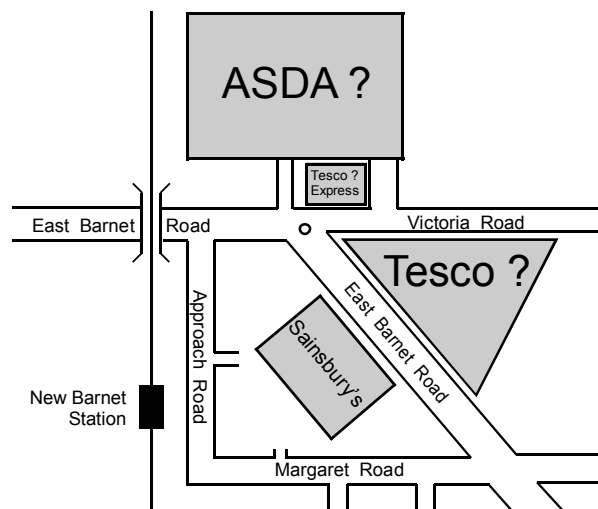 ASDA ?
Tesco ?
Express
East Barnet Road
Victoria Road
Tesco ?
East Barnet Road
Approach Road
Sainsbury's
New Barnet
Station
Margaret Road